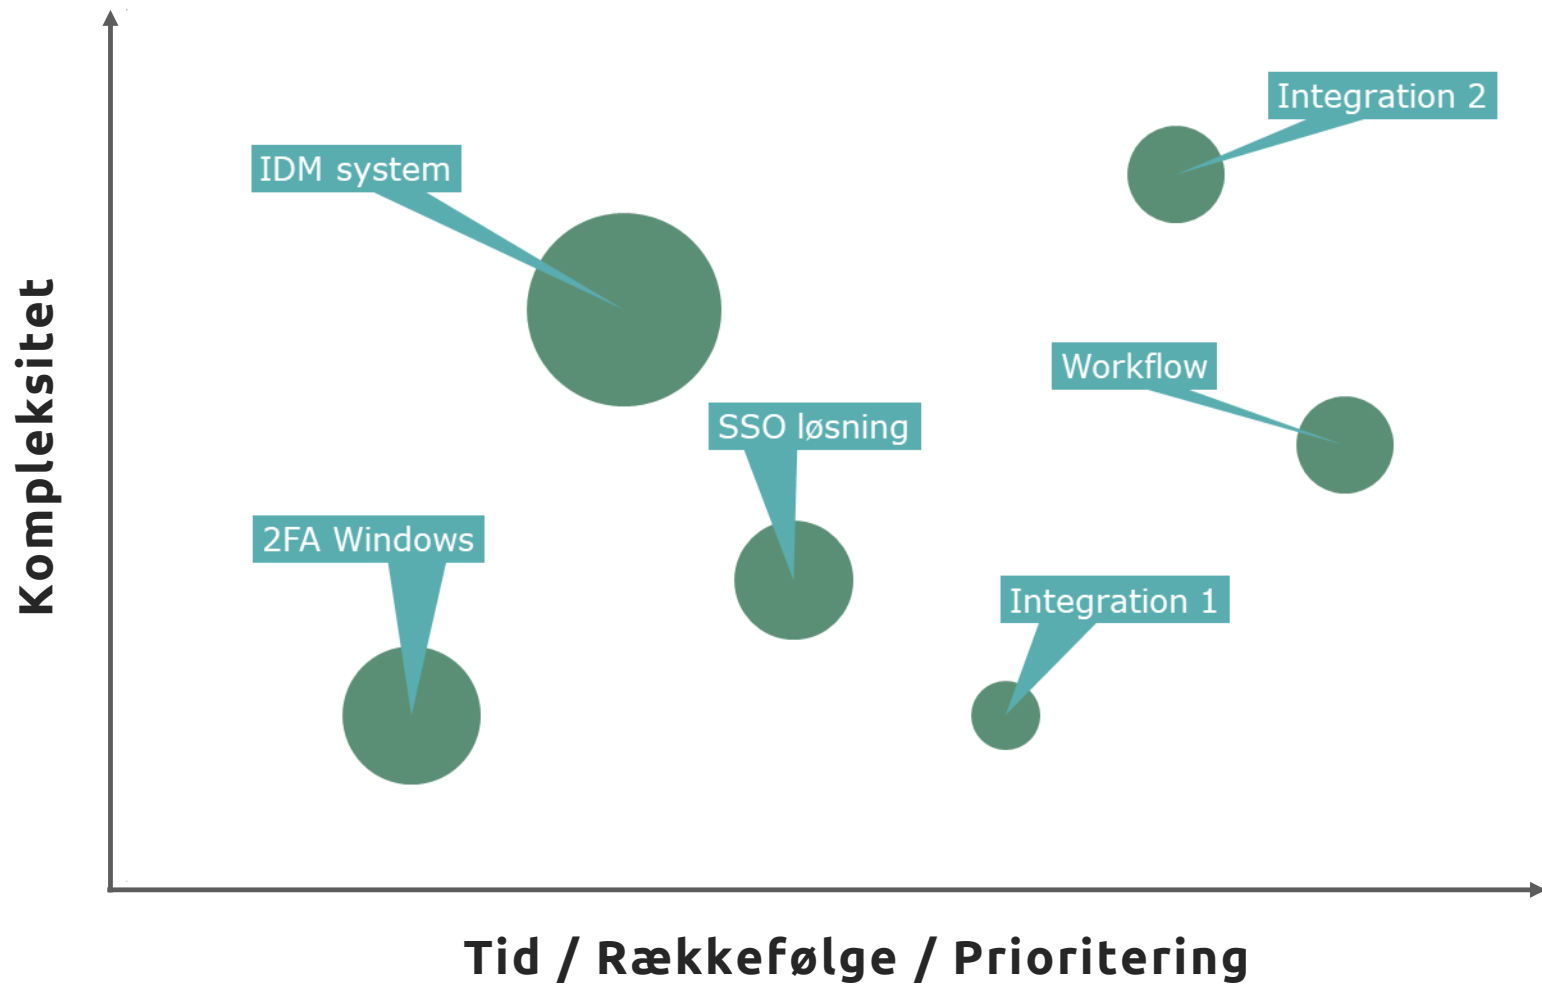 Integration 2
IDM system
Workflow
SSO løsning
2FA Windows
Integration 1
Kompleksitet
Tid / Rækkefølge / Prioritering